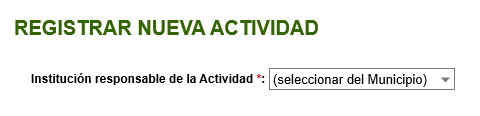 REGISTRAR NUEVA ACTIVIDAD
Institución responsable de la Actividad *: (seleccionar del Municipio)